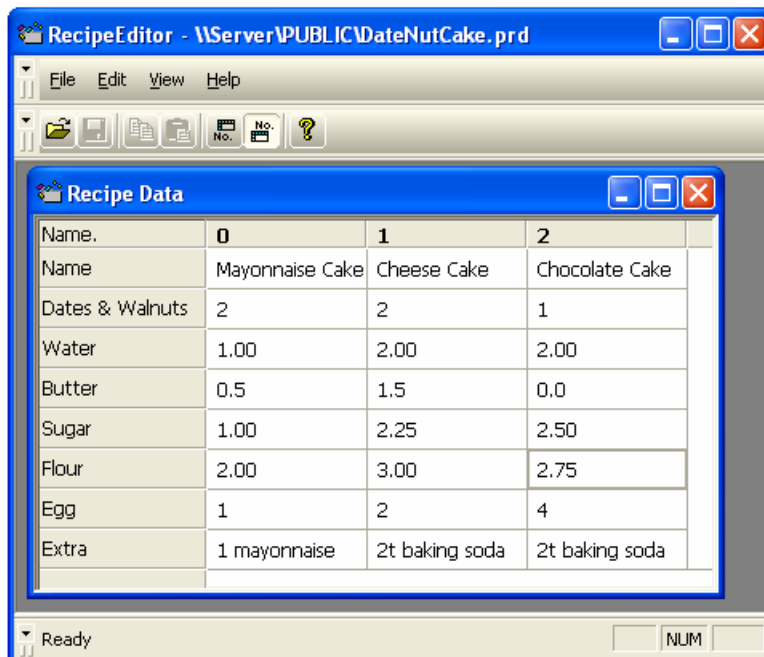 RecipeEditor - \\Server\PUBLIC\DateNutCake.prd
File Edit View Help
No. No.
Recipe Data
Name. 0 1 2
Name Mayonnaise Cake Cheese Cake Chocolate Cake
Dates & Walnuts 2 2 1
Water 1.00 2.00 2.00
Butter 0.5 1.5 0.0
Sugar 1.00 2.25 2.50
Flour 2.00 3.00 2.75
Egg 1 2 4
Extra 1 mayonnaise 2t baking soda 2t baking soda
Ready NUM